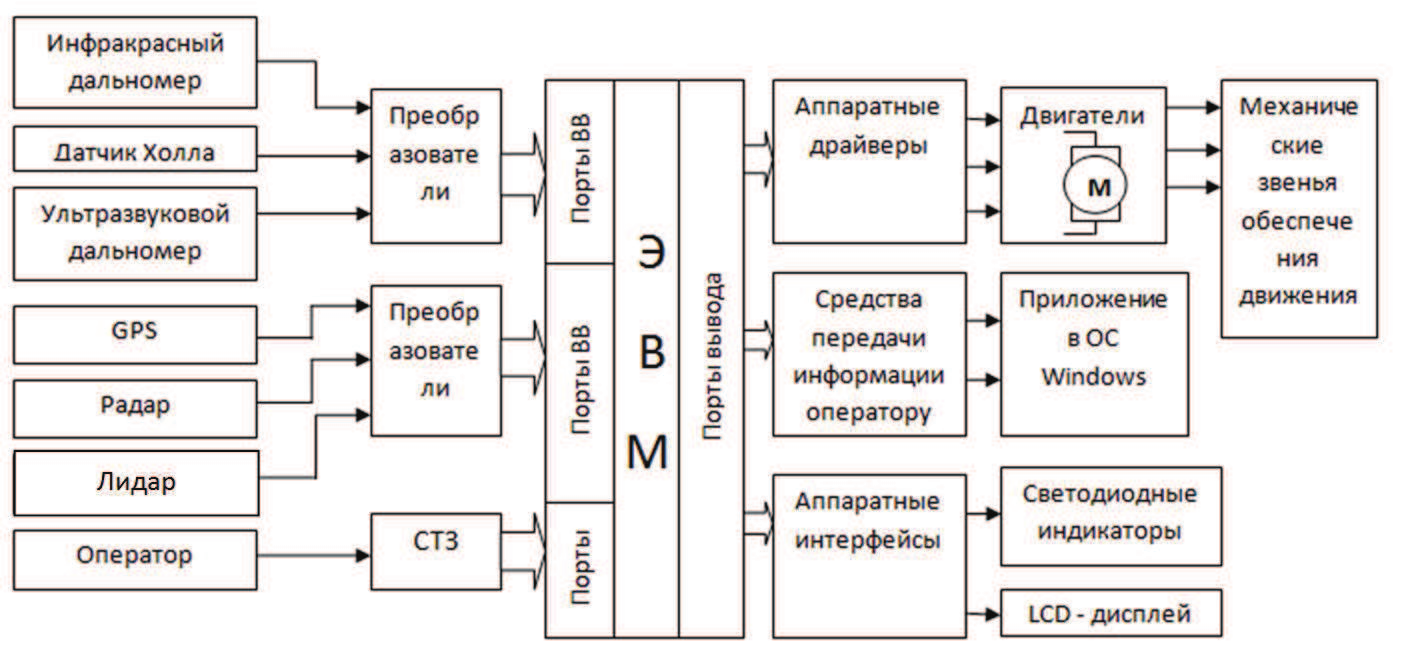 Инфракрасный
дальномер
Датчик Холла
Ультразвуковой
дальномер
GPS
Радар
Лидар
Оператор
Преобр
азовате
ли
Преобр
азовате
ли
СТЗ
Порты ВВ
Порты ВВ
Порты
Э
В
М
Порты вывода
Аппаратные
драйверы
Средства
передачи
информации
оператору
Аппаратные
интерфейсы
Двигатели
М
Приложение
в ОС
Windows
Светодиодные
индикаторы
LCD - дисплей
Механиче
ские
звенья
обеспече
ния
движения